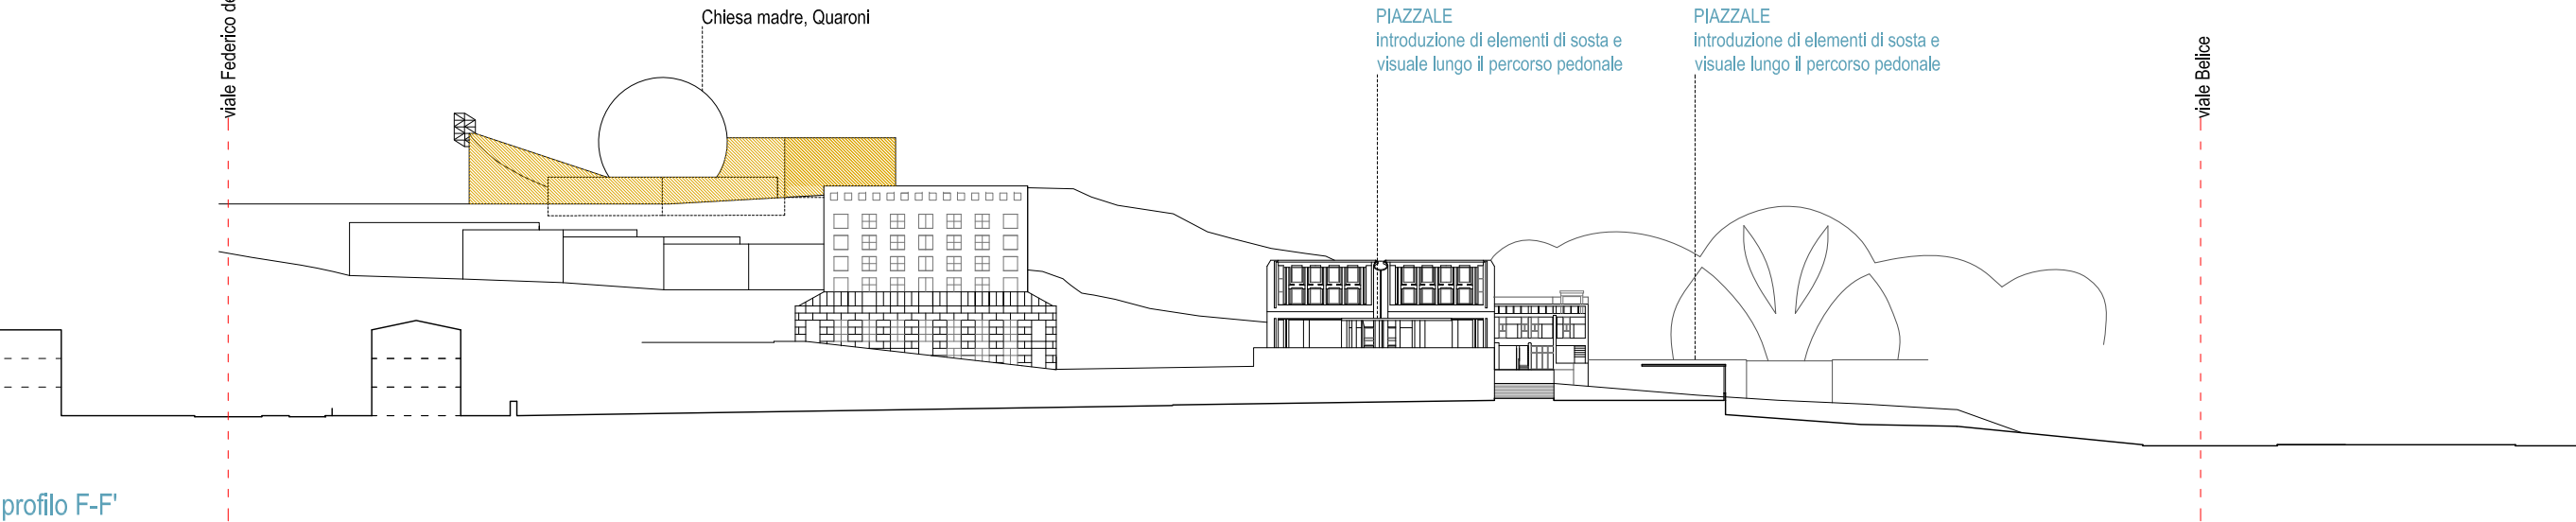 viale Federico
Chiesa madre, Quaroni
PIAZZALE
introduzione di elementi di sosta e
visuale lungo il percorso pedonale
PIAZZALE
introduzione di elementi di sosta e
visuale lungo il percorso pedonale
viale Belice
profilo F-F'